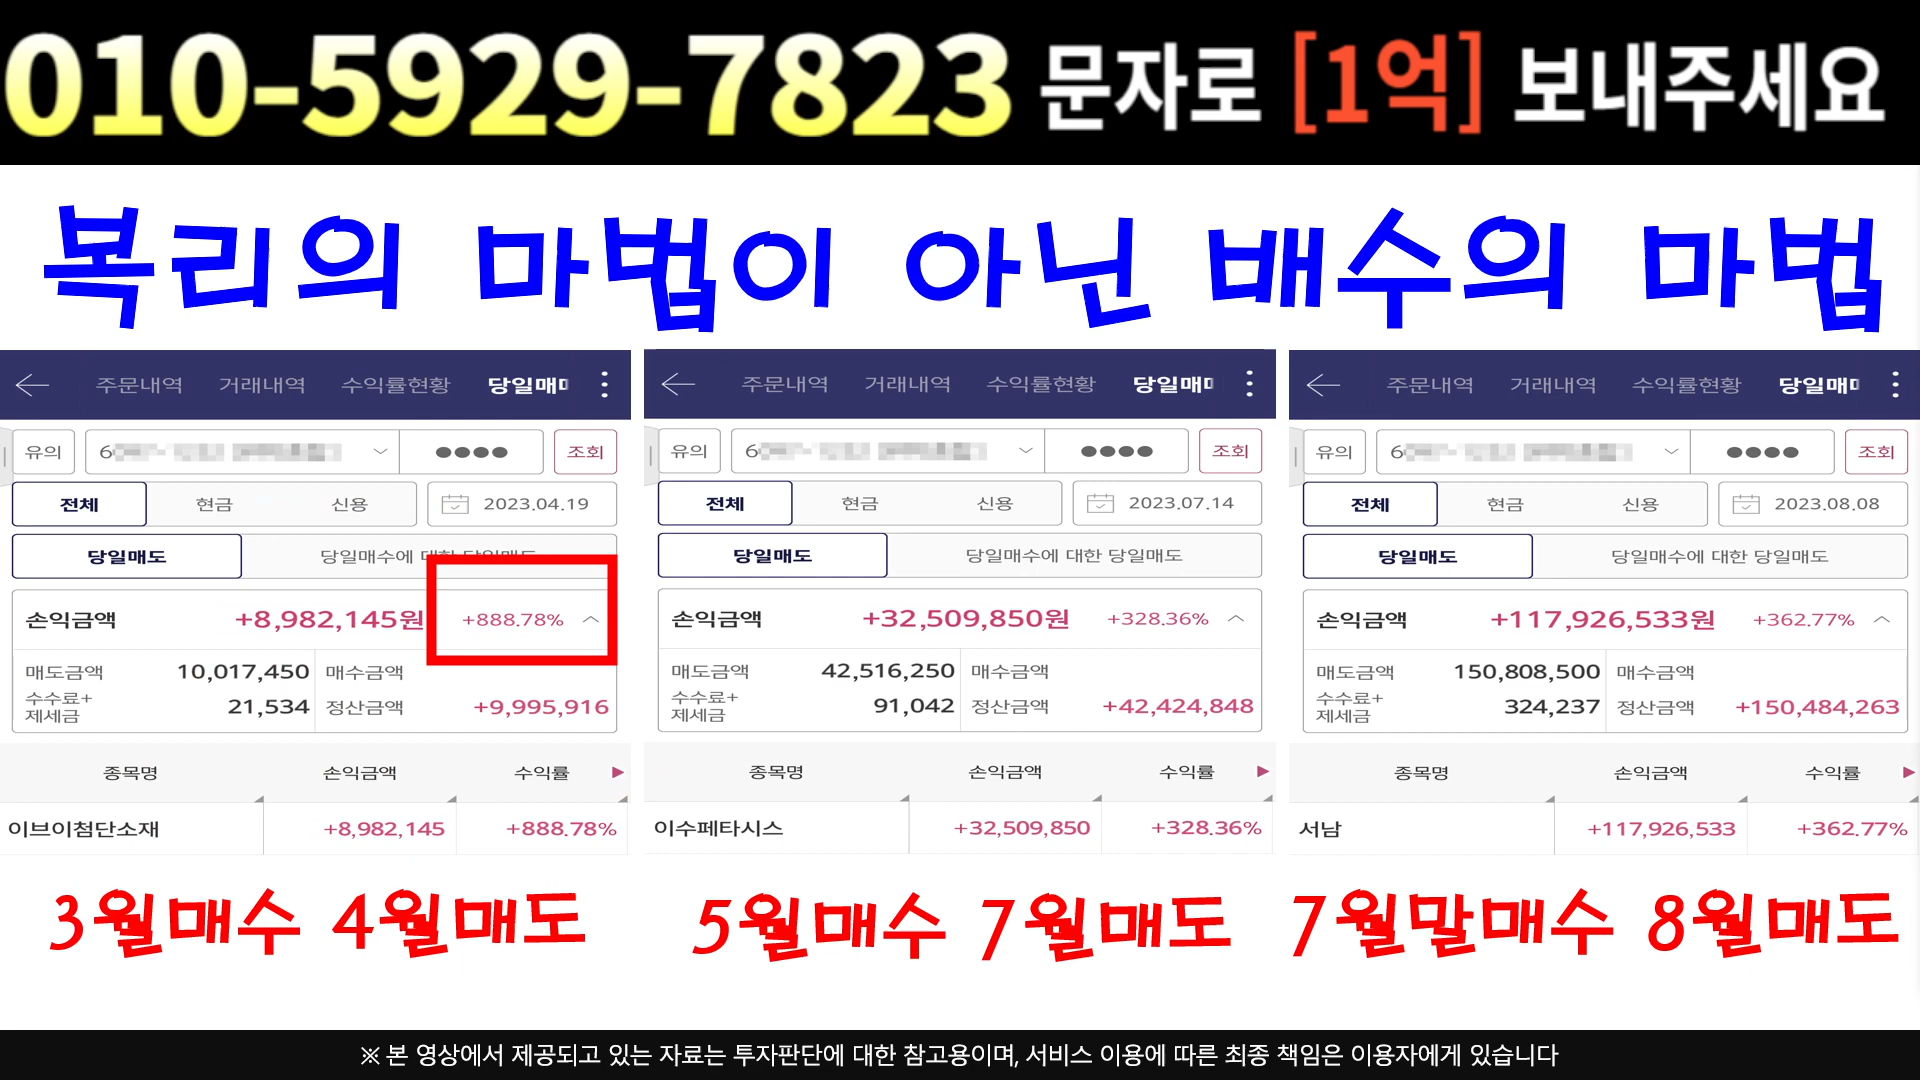 010-5929-7823 문자로 [1억] 보내주세요
복리의 마법이 아닌 배수의 마법
주문내역 거래내역 수익률현황 당일매
유의 6 ●●●● 조회
전체 현금 신용 2023.04.19
당일매도 당일매수에 대한 당일매도
손익금액 +8,982,145원 +888.78%
매도금액 10,017,450 매수금액
수수료+
제세금 21,534 정산금액 +9,995,916
종목명 손익금액 수익률
이브이첨단소재 +8,982,145 +888.78%
3월매수 4월매도
주문내역 거래내역 수익률현황 당일매
유의 6 ●●●● 조회
전체 현금 신용 2023.07.14
당일매도 당일매수에 대한 당일매도
손익금액 +32,509,850원 +328.36%
매도금액 42,516,250 매수금액
수수료+
제세금 91,042 정산금액 +42,424,848
종목명 손익금액 수익률
이수페타시스 +32,509,850 +328.36%
5월매수 7월매도
주문내역 거래내역 수익률현황 당일매
유의 6 ●●●● 조회
전체 현금 신용 2023.08.08
당일매도 당일매수에 대한 당일매도
손익금액 +117,926,533원 +362.77%
매도금액 150,808,500 매수금액
수수료+
제세금 324,237 정산금액 +150,484,263
종목명 손익금액 수익률
서남 +117,926,533 +362.77%
7월말매수 8월매도
※ 본 영상에서 제공되고 있는 자료는 투자판단에 대한 참고용이며, 서비스 이용에 따른 최종 책임은 이용자에게 있습니다